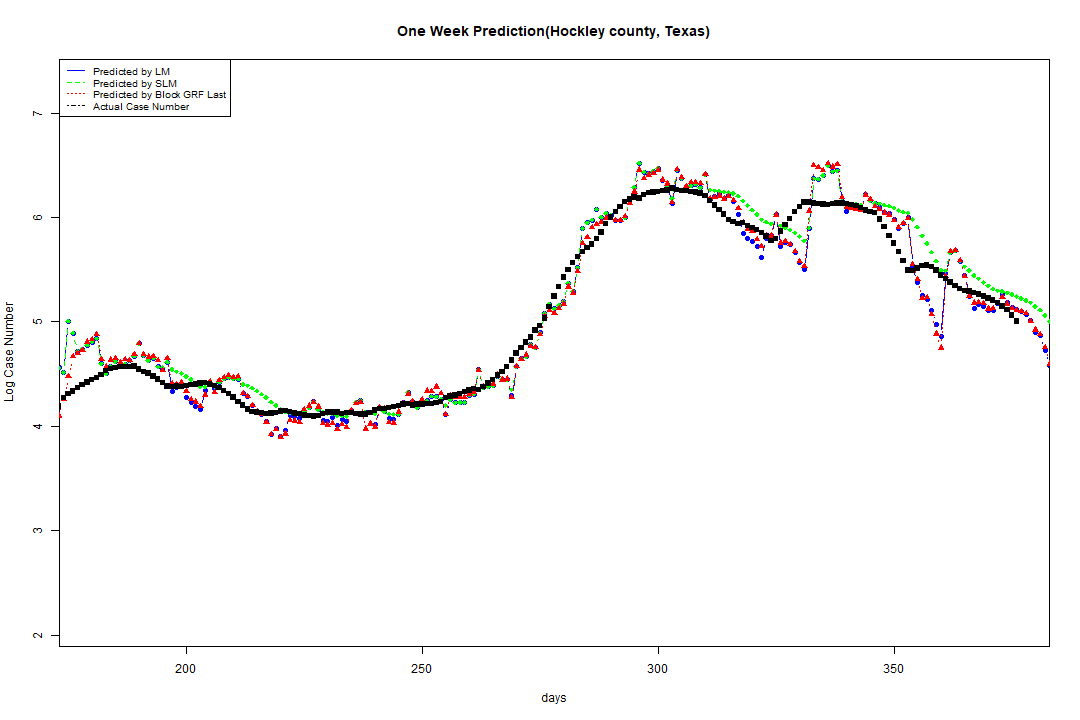 One Week Prediction(Hockley county, Texas)
Predicted by LM
Predicted by SLM
Predicted by Block GRF Last
Actual Case Number
7
6
5
4
3
2
Log Case Number
200 250 300 350
days